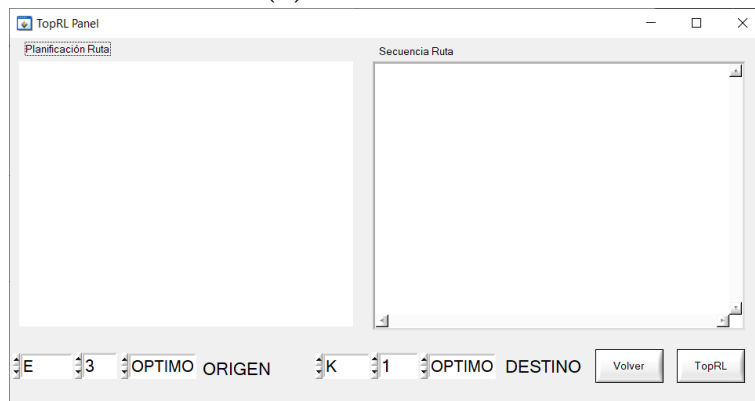 TopRL Panel
Planificación Ruta
Secuencia Ruta
E 3 OPTIMO ORIGEN K 1 OPTIMO DESTINO Volver TopRL